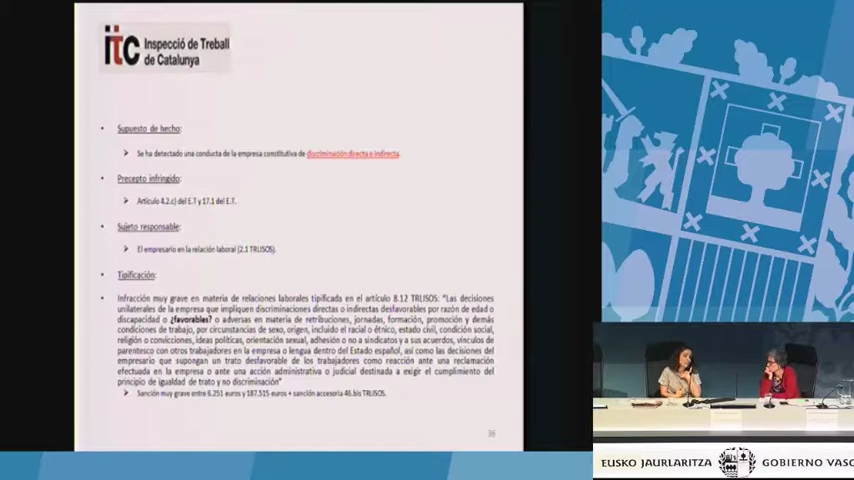 itc Inspecció de Treball
de Catalunya
• Supuesto de hecho:
➤ Se ha detectado una conducta de la empresa constitutiva de discriminación directa e indirecta.
• Precepto infringido:
➤ Artículo 4.2.c) del E.T y 17.1 del E.T.
• Sujeto responsable:
➤ El empresario en la relación laboral (2.1 TRLISOS).
• Tipificación:
• Infracción muy grave en materia de relaciones laborales tipificada en el artículo 8.12 TRLISOS: "Las decisiones
unilaterales de la empresa que impliquen discriminaciones directas o indirectas desfavorables por razón de edad o
discapacidad o ¿favorables? o adversas en materia de retribuciones, jornadas, formación, promoción y demás
condiciones de trabajo, por circunstancias de sexo, origen, incluido el racial o étnico, estado civil, condición social,
religión o convicciones, ideas políticas, orientación sexual, adhesión o no a sindicatos y a sus acuerdos, vínculos de
parentesco con otros trabajadores en la empresa o lengua dentro del Estado español, así como las decisiones del
empresario que supongan un trato desfavorable de los trabajadores como reacción ante una reclamación
efectuada en la empresa o ante una acción administrativa o judicial destinada a exigir el cumplimiento del
principio de igualdad de trato y no discriminación"
➤ Sanción muy grave entre 6.251 euros y 187.515 euros + sanción accesoria 46.bis TRLISOS.
36
EUSKO JAURLARITZA GOBIERNO VASC